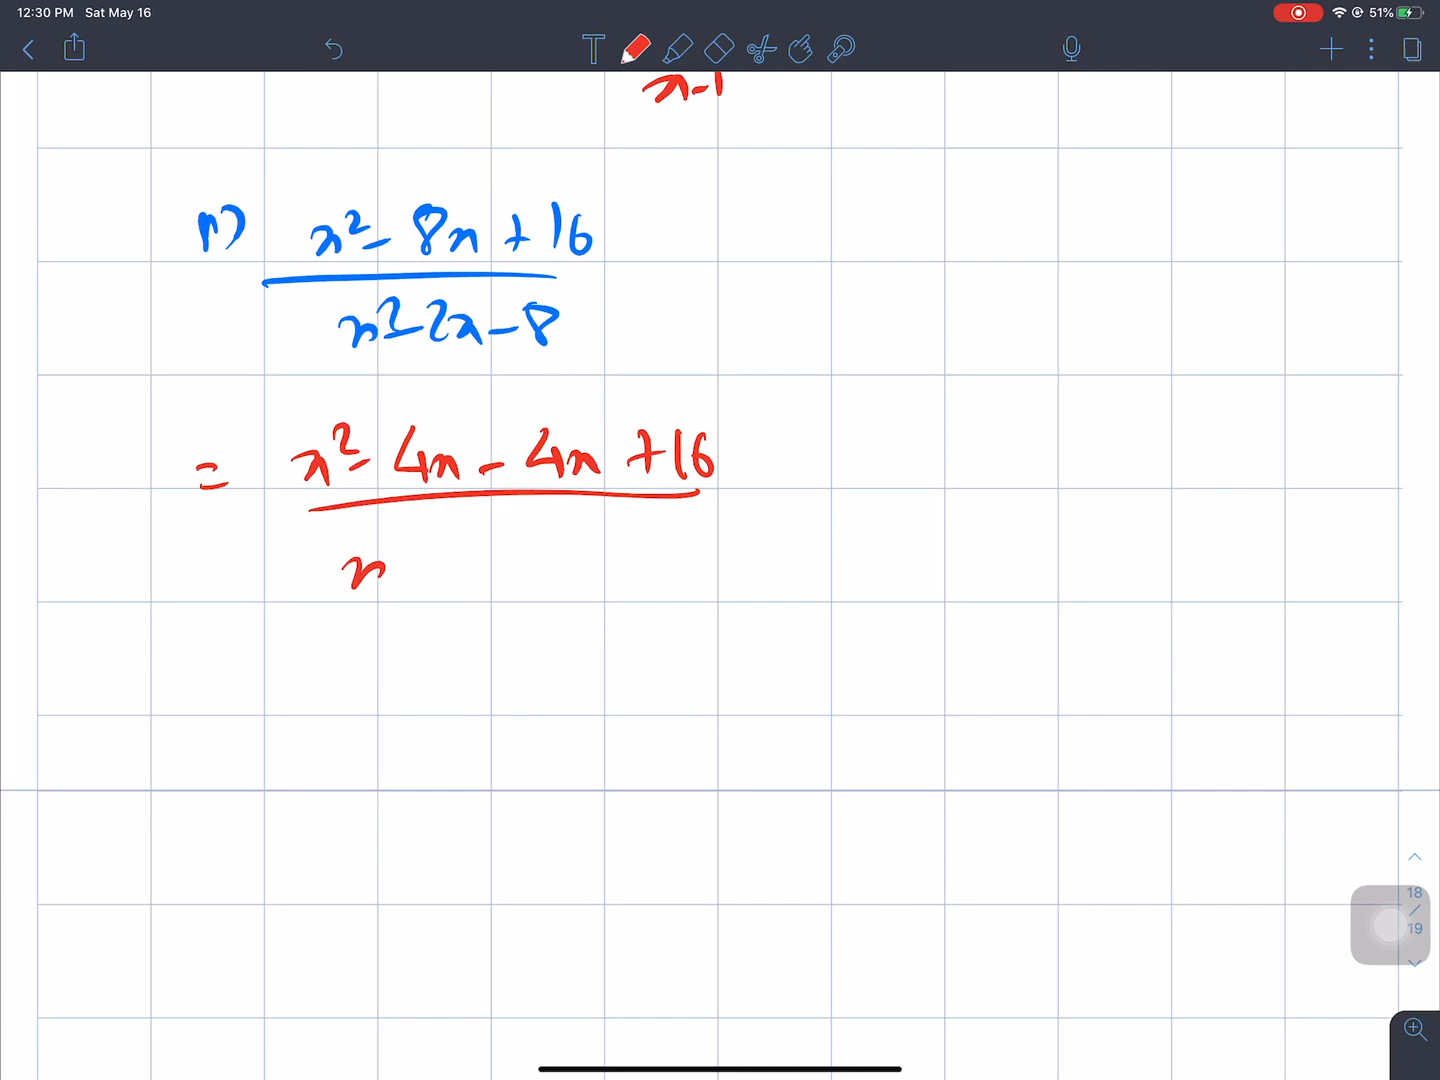 12:30 PM Sat May 16
51%
x-1
n) x² - 8x + 16
x² - 2x - 8
= x² - 4x - 4x + 16
x
18
/
19